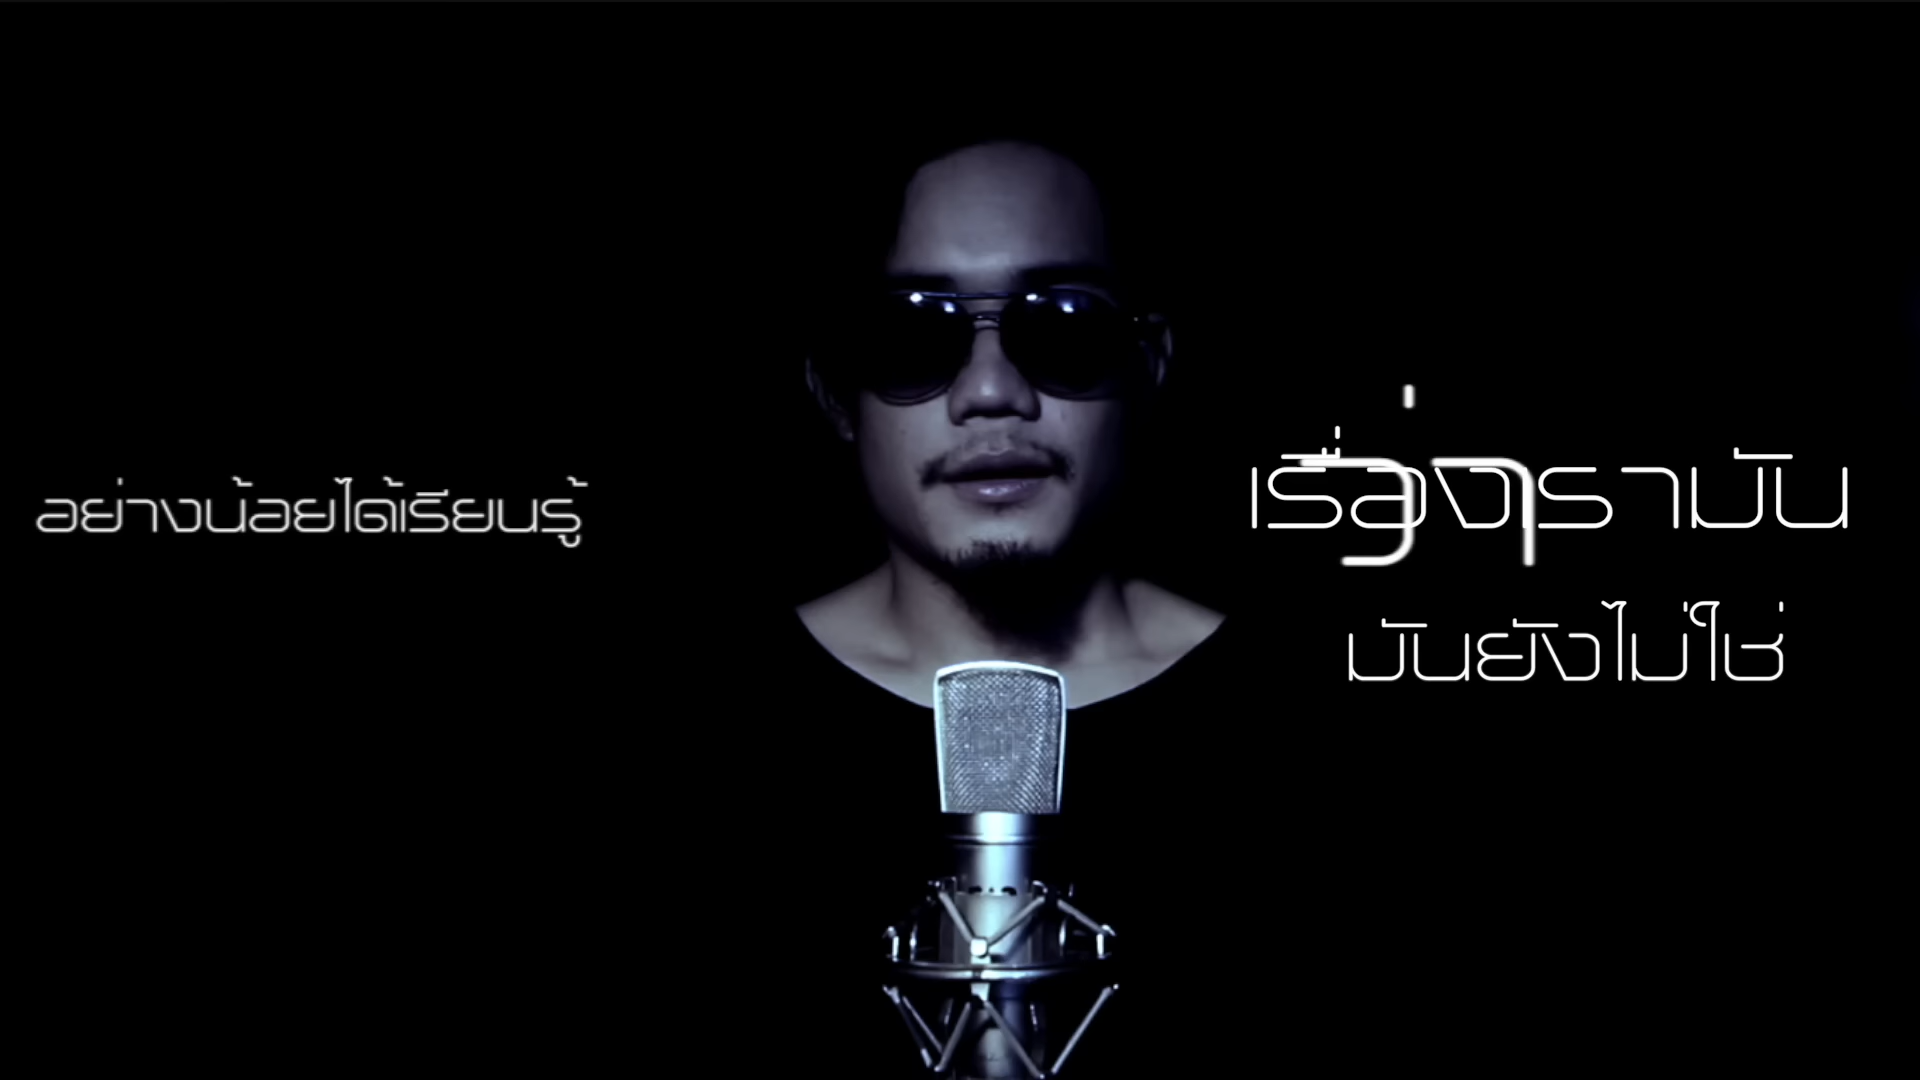 อย่างน้อยได้เรียนรู้
เรื่องเรามัน
มันยังไม่ใช่